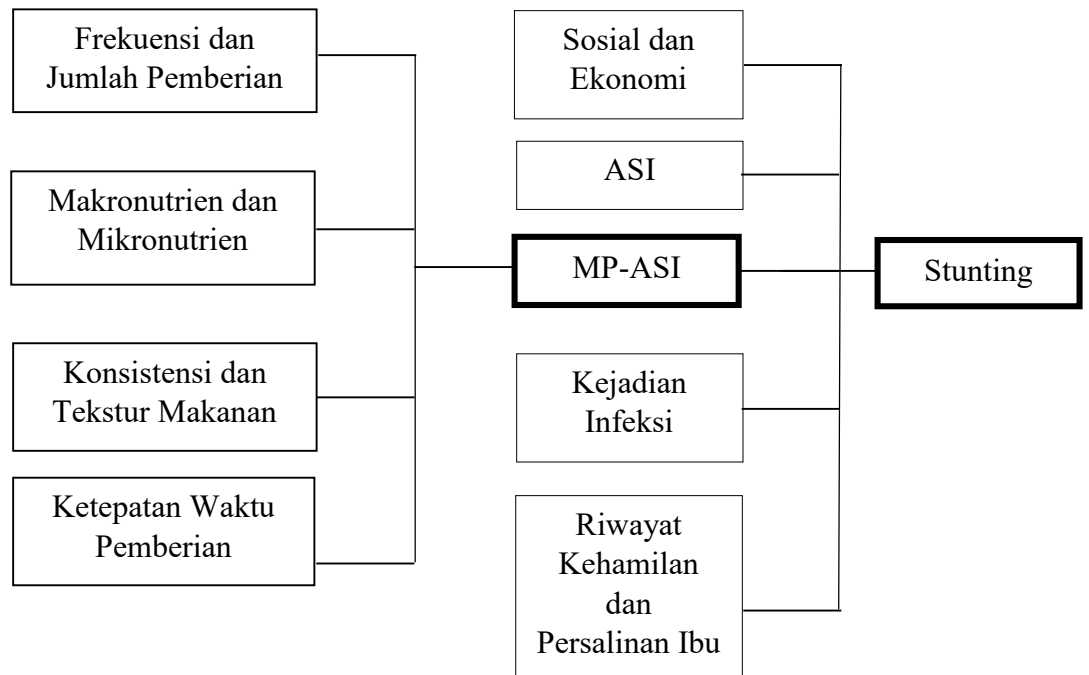 Frekuensi dan
Jumlah Pemberian
Makronutrien dan
Mikronutrien
Konsistensi dan
Tekstur Makanan
Ketepatan Waktu
Pemberian
Sosial dan
Ekonomi
ASI
MP-ASI
Kejadian
Infeksi
Riwayat
Kehamilan
dan
Persalinan Ibu
Stunting